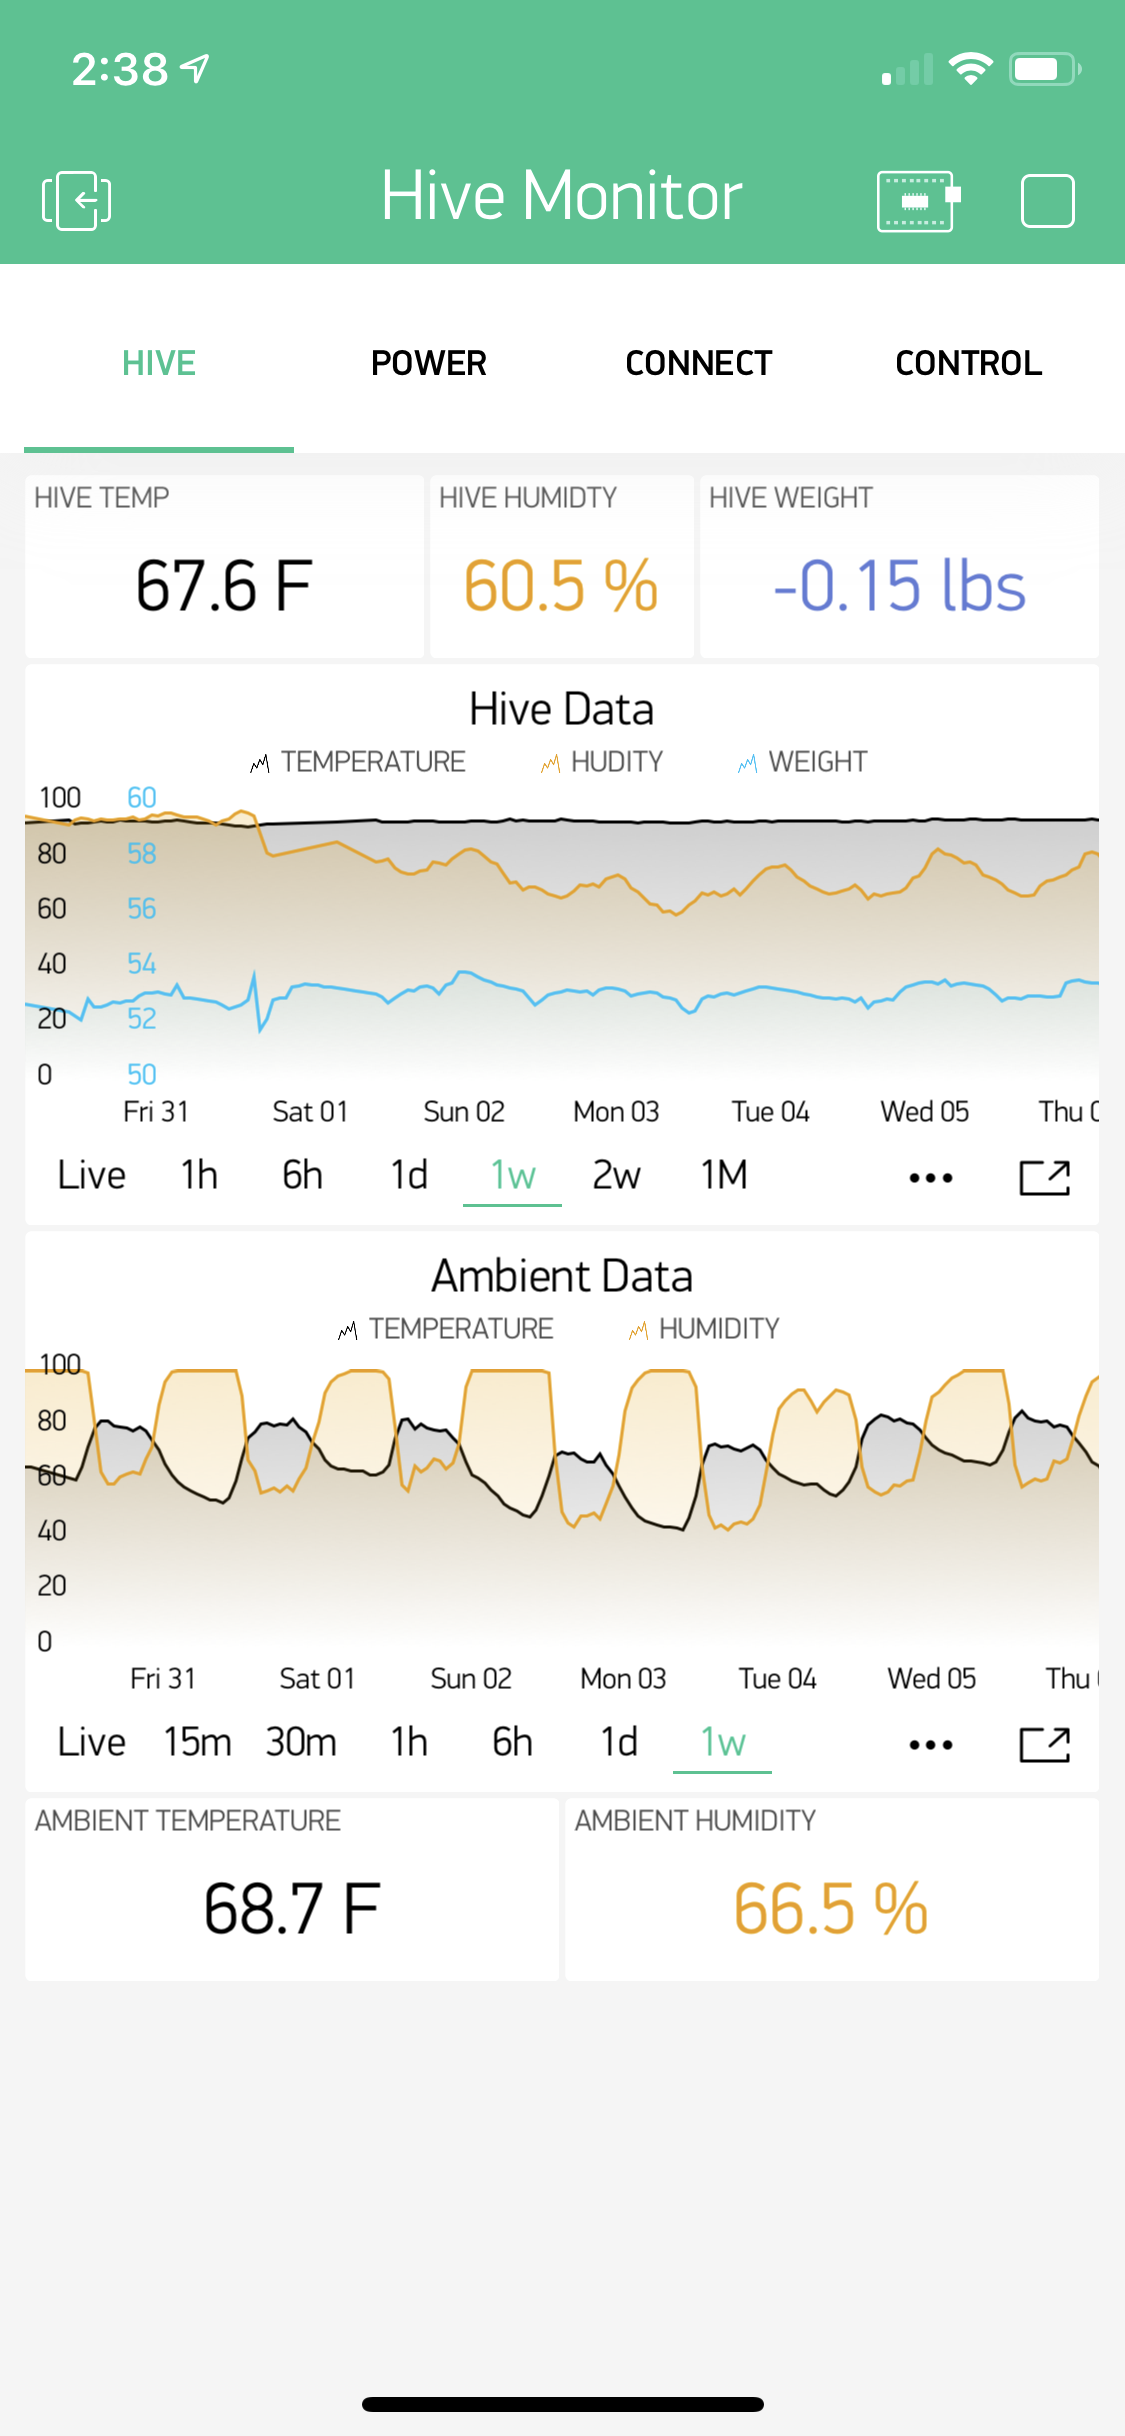 2:38
Hive Monitor
HIVE POWER CONNECT CONTROL
HIVE TEMP HIVE HUMIDTY HIVE WEIGHT
67.6 F 60.5 % -0.15 lbs
Hive Data
TEMPERATURE HUDITY WEIGHT
100 60
80 58
60 56
40 54
20 52
0 50
Fri 31 Sat 01 Sun 02 Mon 03 Tue 04 Wed 05 Thu 0
Live 1h 6h 1d 1w 2w 1M •••
Ambient Data
TEMPERATURE HUMIDITY
100
80
60
40
20
0
Fri 31 Sat 01 Sun 02 Mon 03 Tue 04 Wed 05 Thu
Live 15m 30m 1h 6h 1d 1w •••
AMBIENT TEMPERATURE AMBIENT HUMIDITY
68.7 F 66.5 %